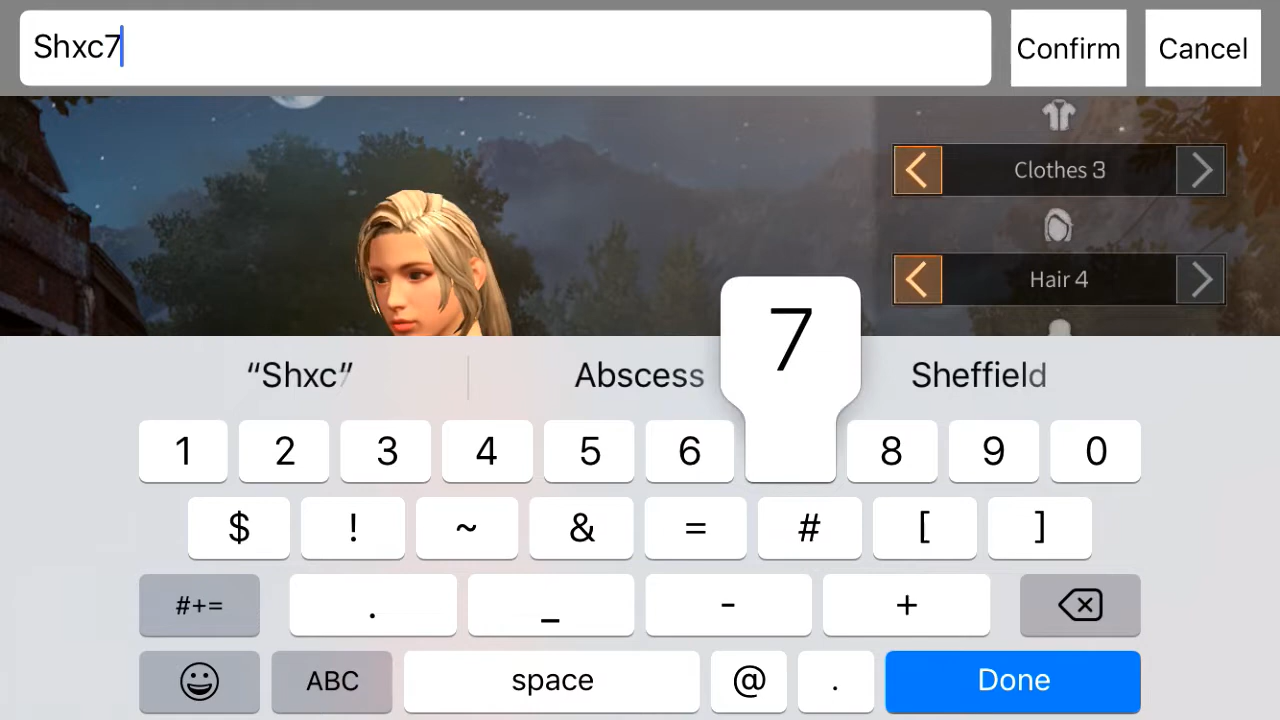 Shxc7
Confirm
Cancel
Clothes 3
Hair 4
“Shxc”
Abscess
Sheffield
7
1 2 3 4 5 6 8 9 0
$ ! ~ & = # [ ]
#+= . _ - +
ABC space @ . Done